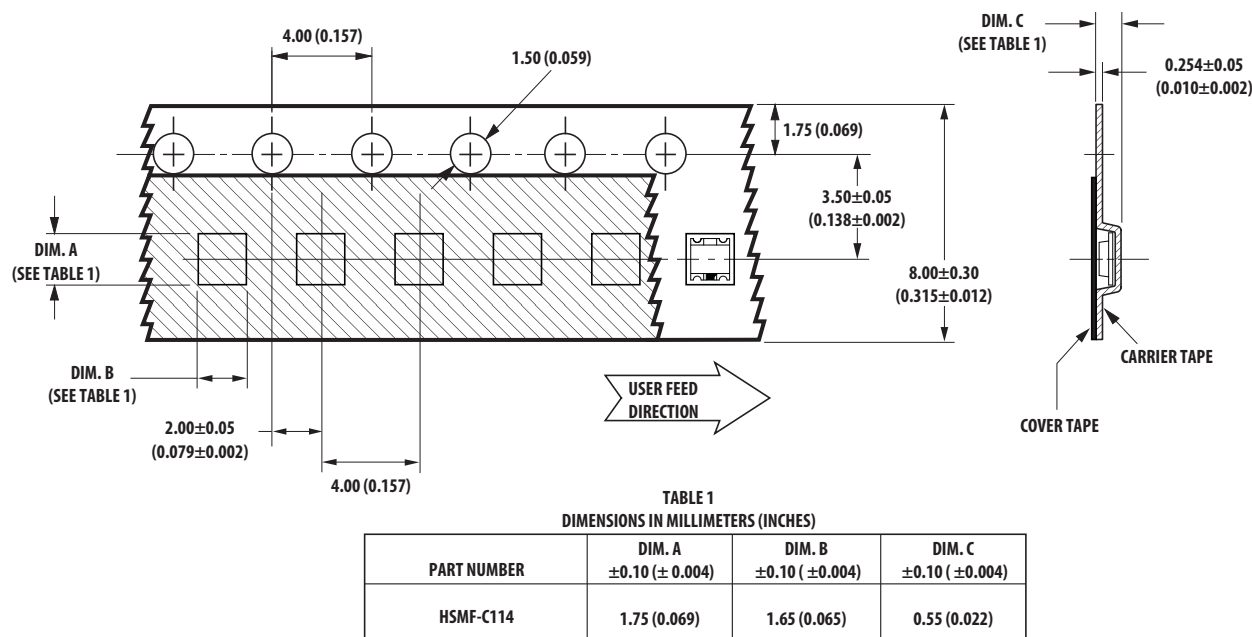 4.00 (0.157)
1.50 (0.059)
DIM. C
(SEE TABLE 1)
0.254±0.05
(0.010±0.002)
1.75 (0.069)
3.50±0.05
(0.138±0.002)
DIM. A
(SEE TABLE 1)
8.00±0.30
(0.315±0.012)
CARRIER TAPE
DIM. B
(SEE TABLE 1)
USER FEED
DIRECTION
COVER TAPE
2.00±0.05
(0.079±0.002)
4.00 (0.157)
TABLE 1
DIMENSIONS IN MILLIMETERS (INCHES)
PART NUMBER
DIM. A
±0.10 (± 0.004)
DIM. B
±0.10 ( ±0.004)
DIM. C
±0.10 ( ±0.004)
HSMF-C114 1.75 (0.069) 1.65 (0.065) 0.55 (0.022)